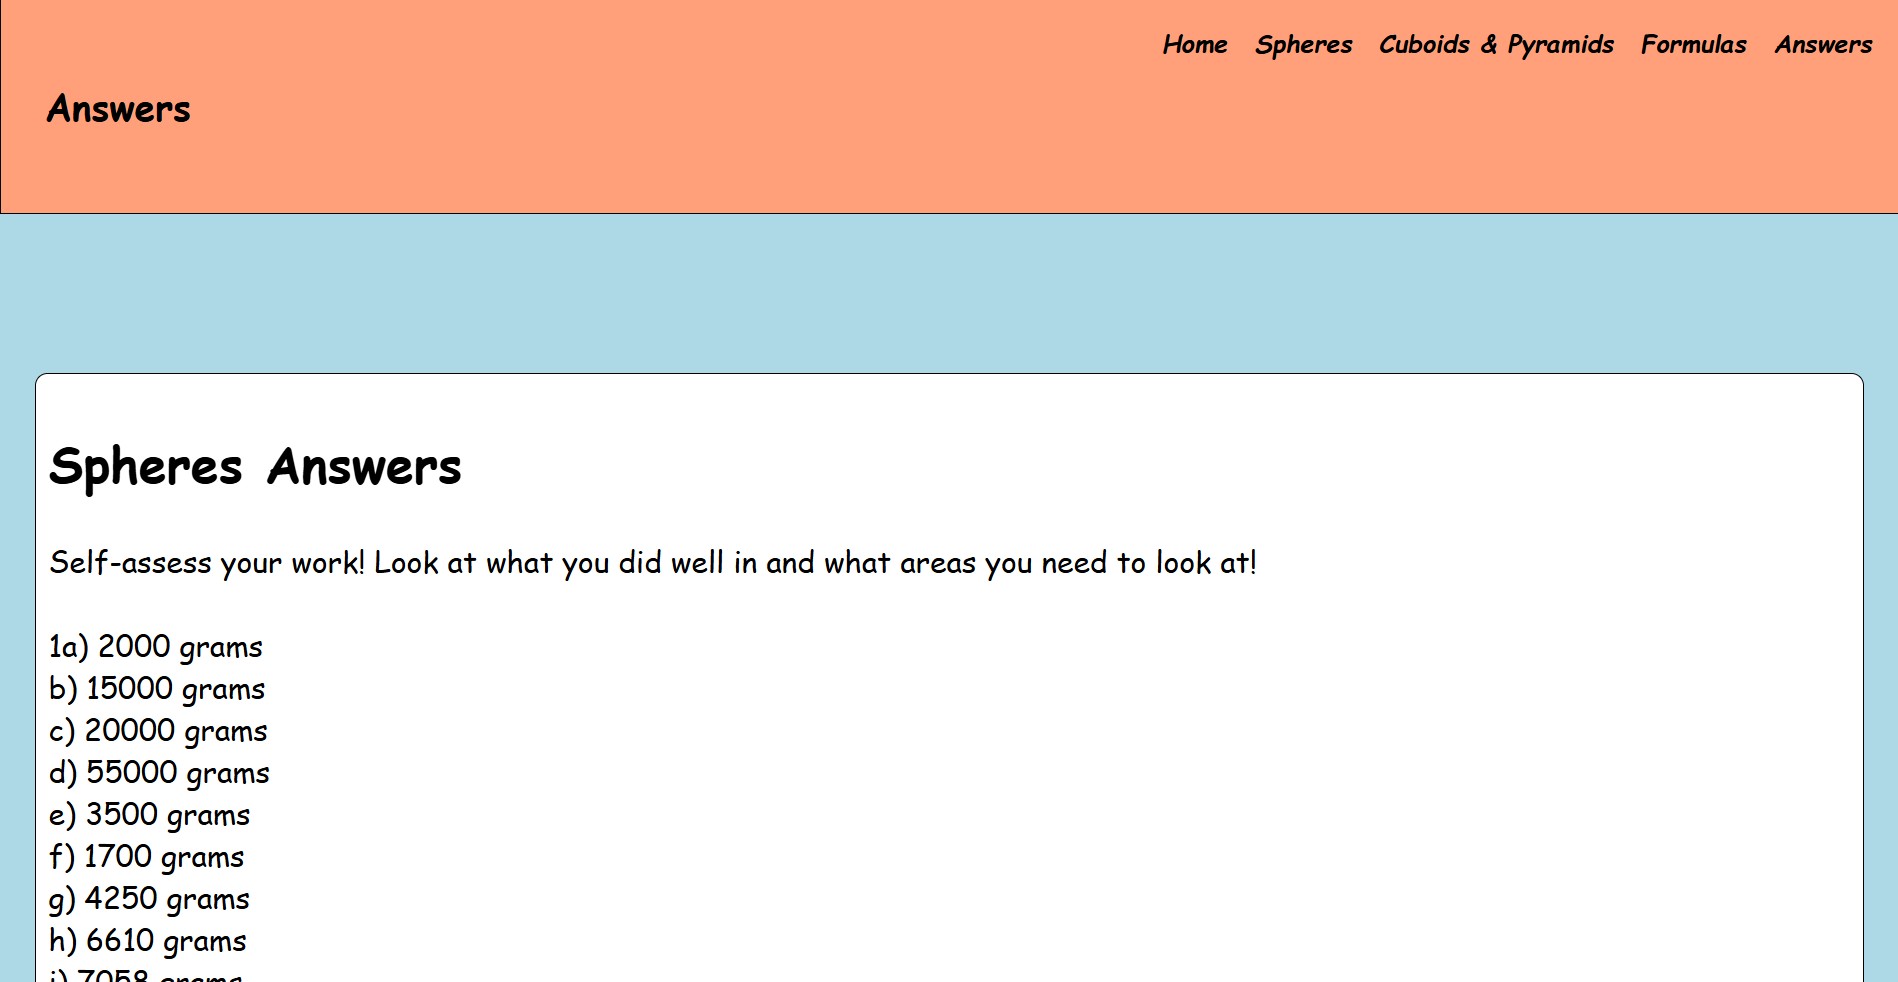 Home Spheres Cuboids & Pyramids Formulas Answers
Answers
Spheres Answers
Self-assess your work! Look at what you did well in and what areas you need to look at!
1a) 2000 grams
b) 15000 grams
c) 20000 grams
d) 55000 grams
e) 3500 grams
f) 1700 grams
g) 4250 grams
h) 6610 grams
i) 7058 grams